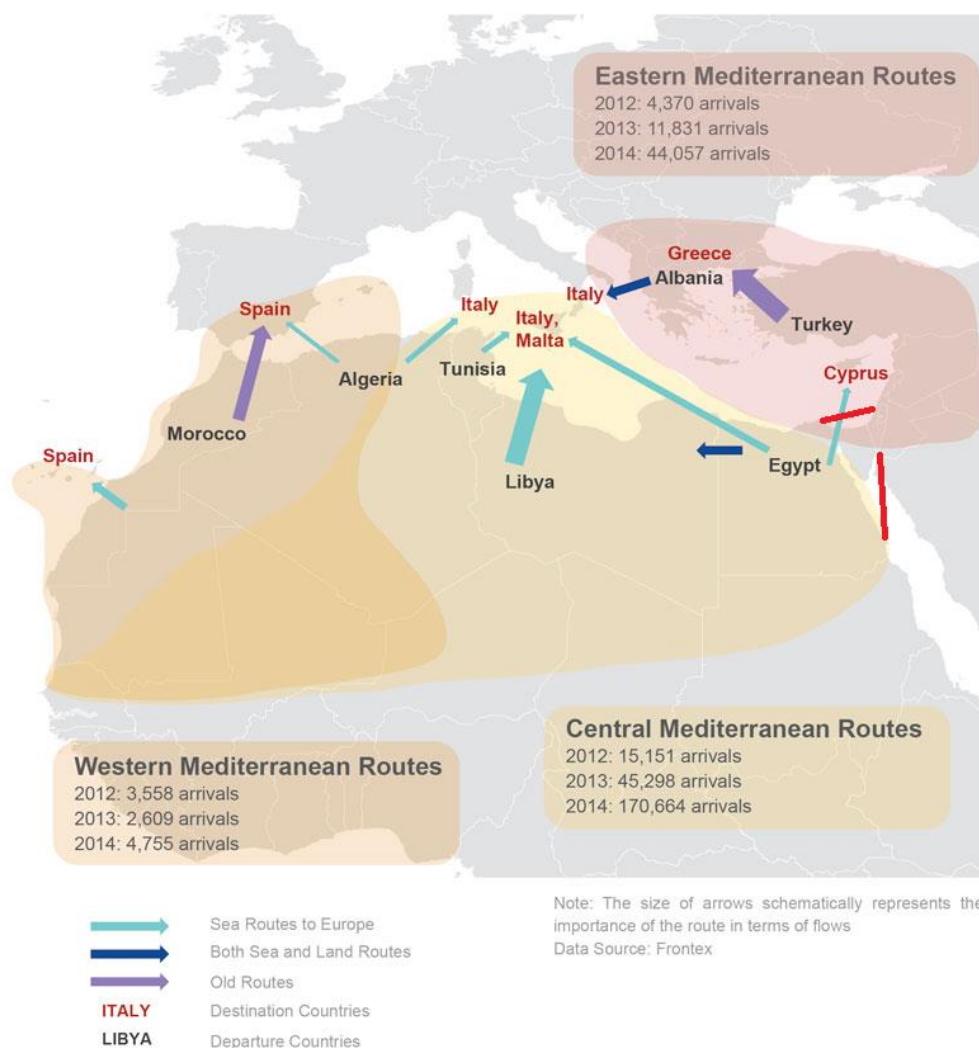 Eastern Mediterranean Routes
2012: 4,370 arrivals
2013: 11,831 arrivals
2014: 44,057 arrivals
Greece
Albania
Italy
Turkey
Spain
Italy
Italy,
Malta
Algeria
Tunisia
Cyprus
Morocco
Spain
Libya
Egypt
Central Mediterranean Routes
2012: 15,151 arrivals
2013: 45,298 arrivals
2014: 170,664 arrivals
Western Mediterranean Routes
2012: 3,558 arrivals
2013: 2,609 arrivals
2014: 4,755 arrivals
Sea Routes to Europe
Both Sea and Land Routes
Old Routes
ITALY Destination Countries
LIBYA Departure Countries
Note: The size of arrows schematically represents the
importance of the route in terms of flows
Data Source: Frontex